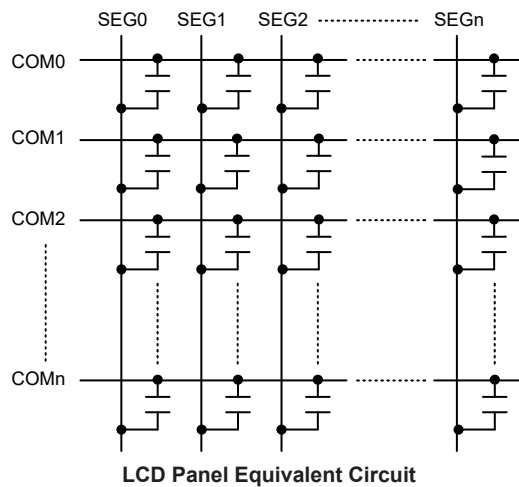 SEG0 SEG1 SEG2 SEGn
COM0
COM1
COM2
COMn
LCD Panel Equivalent Circuit